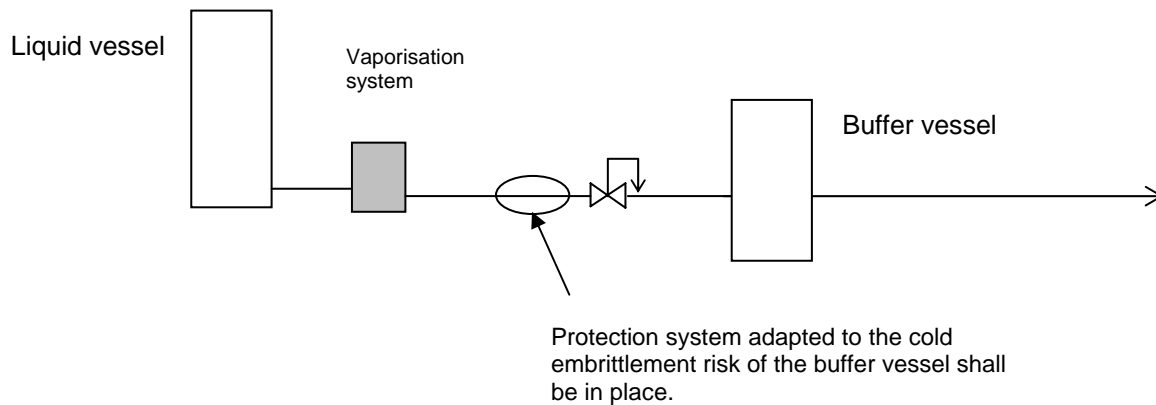 Liquid vessel
Vaporisation
system
Buffer vessel
Protection system adapted to the cold
embrittlement risk of the buffer vessel shall
be in place.